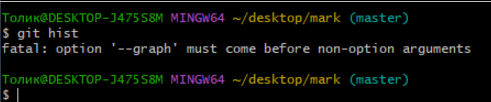 Толик@DESKTOP-J475S8M MINGW64 ~/desktop/mark (master)
$ git hist
fatal: option '--graph' must come before non-option arguments
Толик@DESKTOP-J475S8M MINGW64 ~/desktop/mark (master)
$